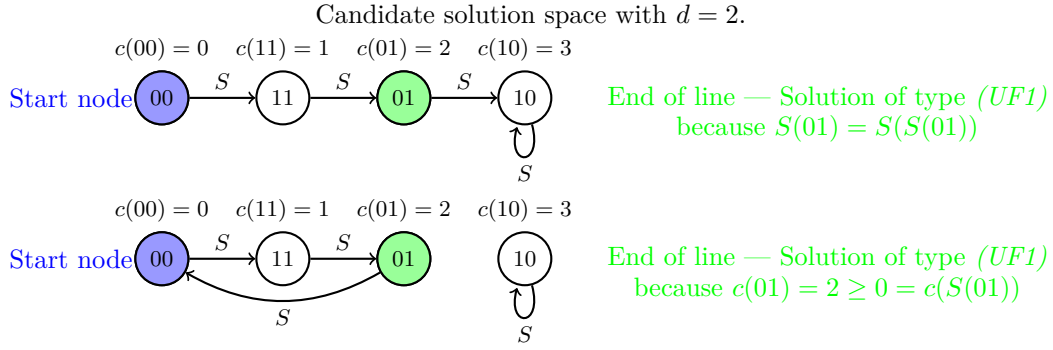 Candidate solution space with d = 2.
c(00) = 0 c(11) = 1 c(01) = 2 c(10) = 3
Start node 00 S 11 S 01 S 10 End of line — Solution of type (UF1)
because S(01) = S(S(01))
S
c(00) = 0 c(11) = 1 c(01) = 2 c(10) = 3
Start node 00 S 11 S 01 10 End of line — Solution of type (UF1)
because c(01) = 2 ≥ 0 = c(S(01))
S
S